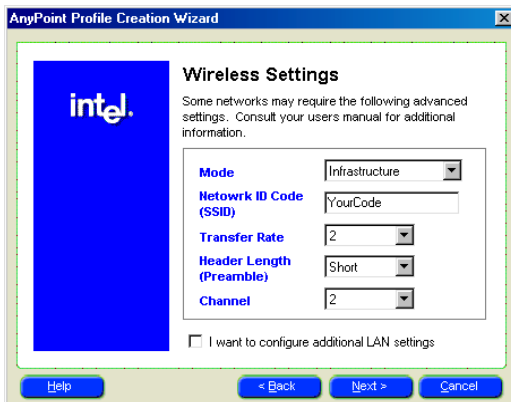 AnyPoint Profile Creation Wizard
intel.
Wireless Settings
Some networks may require the following advanced
settings. Consult your users manual for additional
information.
Mode
Infrastructure
Netowrk ID Code
(SSID)
YourCode
Transfer Rate
2
Header Length
(Preamble)
Short
Channel
2
I want to configure additional LAN settings
Help
< Back
Next >
Cancel